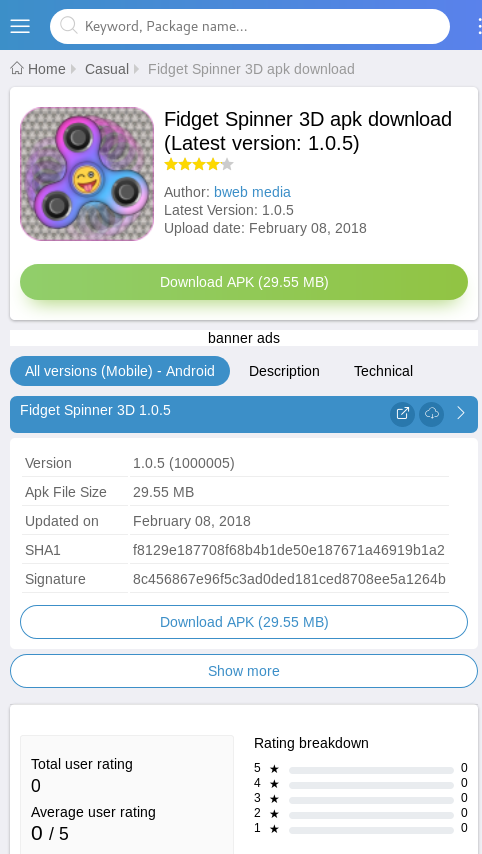 Keyword, Package name...
Home Casual Fidget Spinner 3D apk download
Fidget Spinner 3D apk download
(Latest version: 1.0.5)
Author: bweb media
Latest Version: 1.0.5
Upload date: February 08, 2018
Download APK (29.55 MB)
banner ads
All versions (Mobile) - Android Description Technical
Fidget Spinner 3D 1.0.5
Version 1.0.5 (1000005)
Apk File Size 29.55 MB
Updated on February 08, 2018
SHA1 f8129e187708f68b4b1de50e187671a46919b1a2
Signature 8c456867e96f5c3ad0ded181ced8708ee5a1264b
Download APK (29.55 MB)
Show more
Total user rating
0
Average user rating
0 / 5
Rating breakdown
5 ★ 0
4 ★ 0
3 ★ 0
2 ★ 0
1 ★ 0